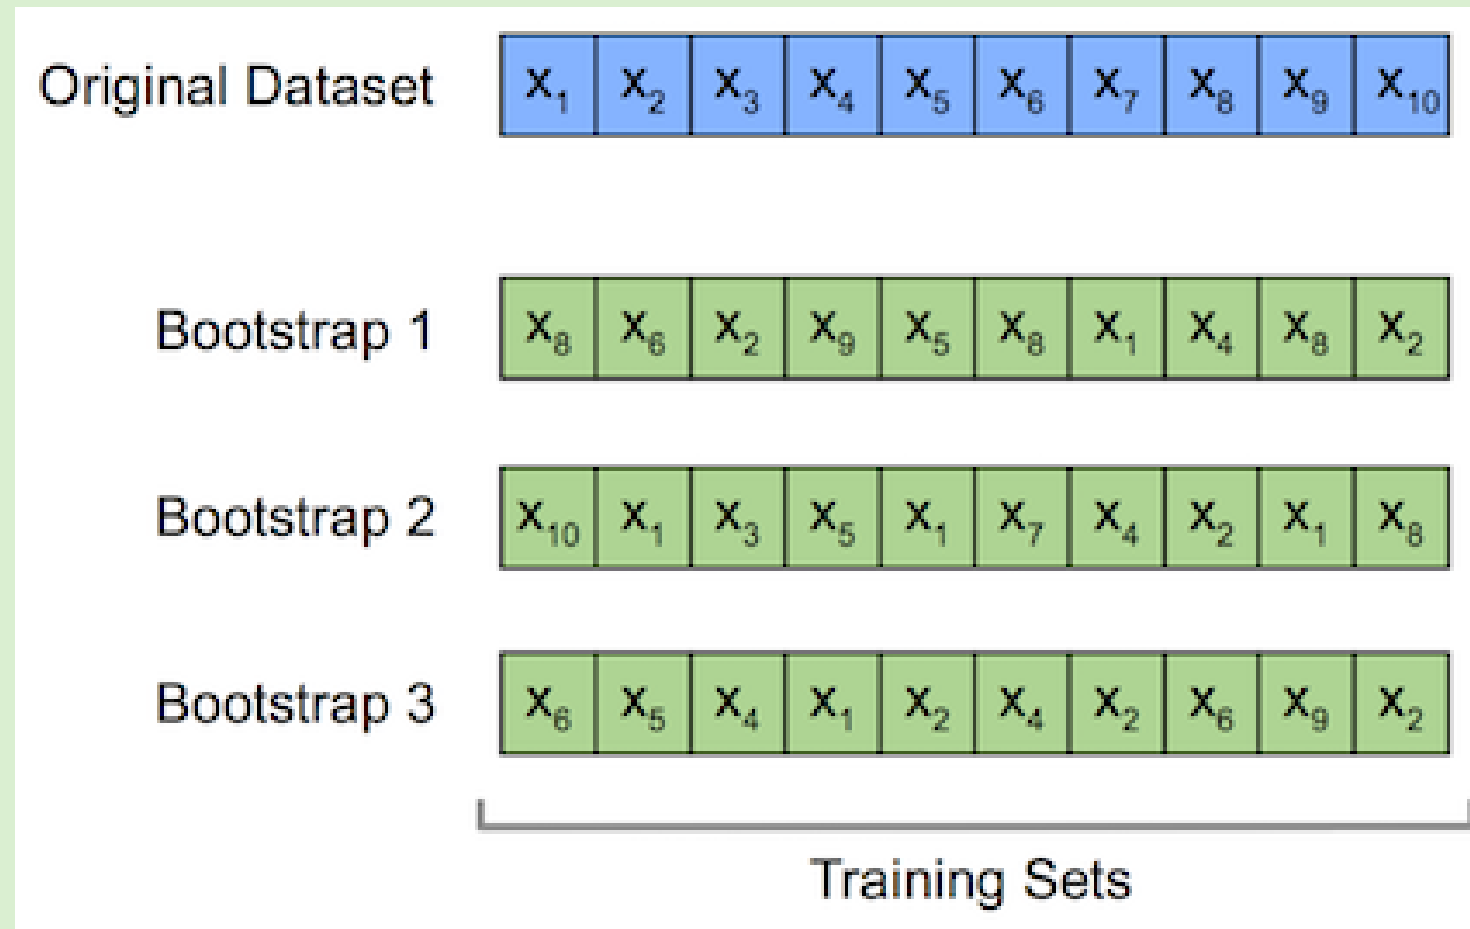 Original Dataset x₁ x₂ x₃ x₄ x₅ x₆ x₇ x₈ x₉ x₁₀
Bootstrap 1 x₈ x₆ x₂ x₉ x₅ x₈ x₁ x₄ x₈ x₂
Bootstrap 2 x₁₀ x₁ x₃ x₅ x₁ x₇ x₄ x₂ x₁ x₈
Bootstrap 3 x₆ x₅ x₄ x₁ x₂ x₄ x₂ x₆ x₉ x₂
Training Sets